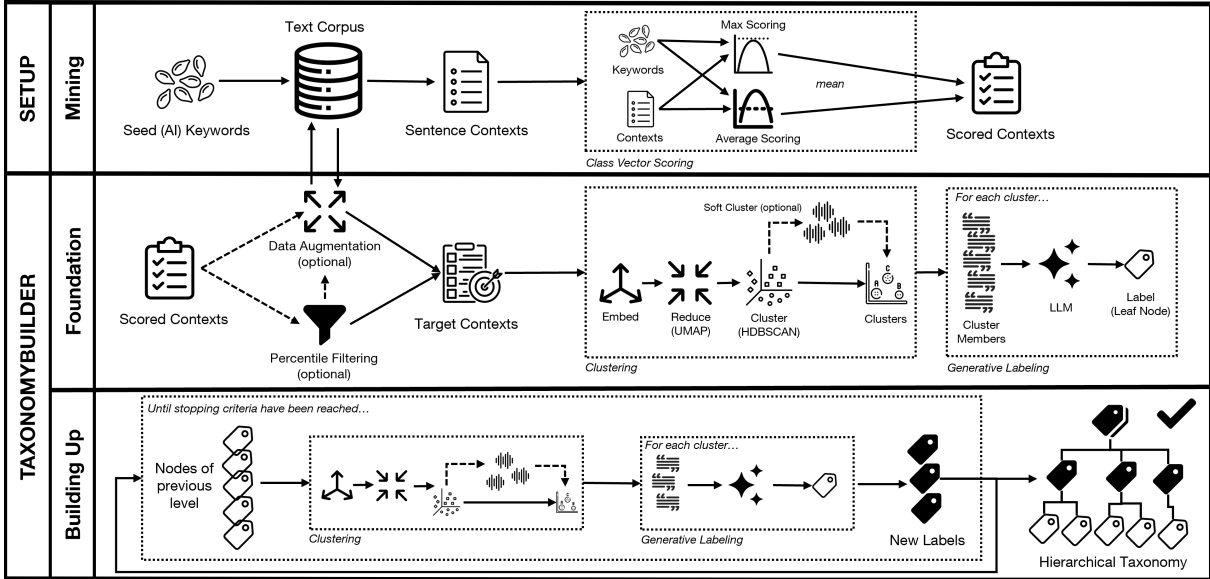 SETUP
Mining
Seed (AI) Keywords
Text Corpus
Sentence Contexts
Keywords
Contexts
Max Scoring
Average Scoring
mean
Class Vector Scoring
Scored Contexts
TAXONOMYBUILDER
Foundation
Scored Contexts
Data Augmentation
(optional)
Percentile Filtering
(optional)
Target Contexts
Soft Cluster (optional)
Embed
Reduce
(UMAP)
Cluster
(HDBSCAN)
A
C
B
Clusters
Clustering
For each cluster...
Cluster
Members
LLM
Label
(Leaf Node)
Generative Labeling
Building Up
Until stopping criteria have been reached...
Nodes of
previous
level
Clustering
For each cluster...
Generative Labeling
New Labels
Hierarchical Taxonomy